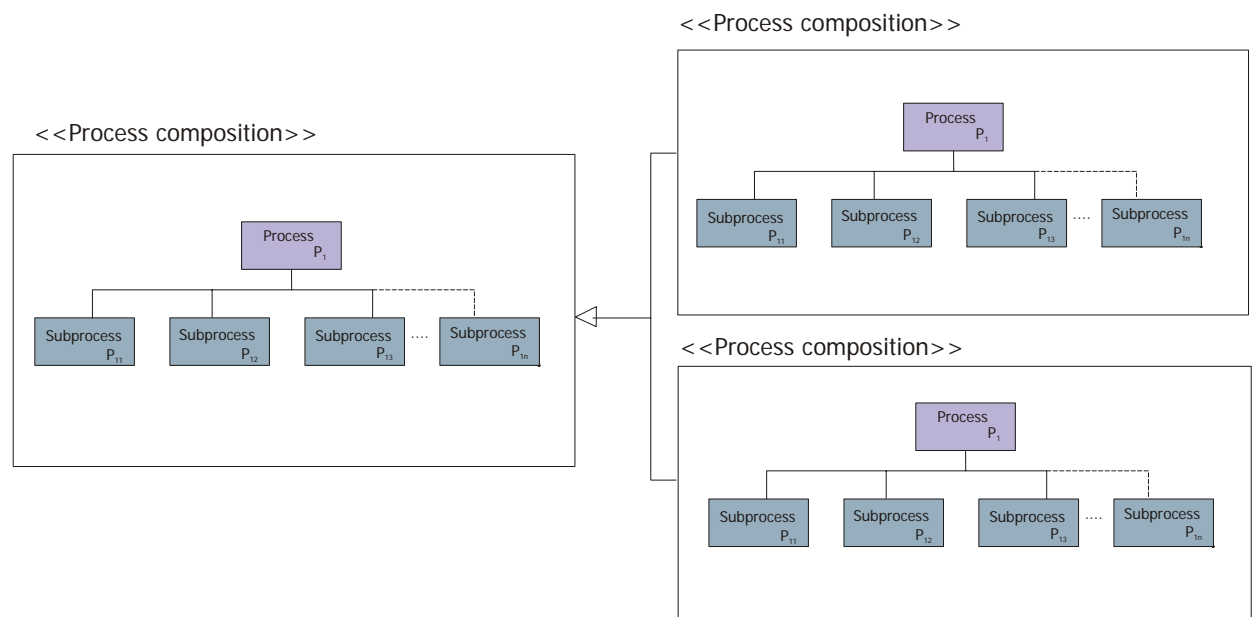 <<Process composition>>
Process
P₁
Subprocess
P₁₁
Subprocess
P₁₂
Subprocess
P₁₃
....
Subprocess
P₁ₙ
<<Process composition>>
Process
P₁
Subprocess
P₁₁
Subprocess
P₁₂
Subprocess
P₁₃
....
Subprocess
P₁ₙ
<<Process composition>>
Process
P₁
Subprocess
P₁₁
Subprocess
P₁₂
Subprocess
P₁₃
....
Subprocess
P₁ₙ